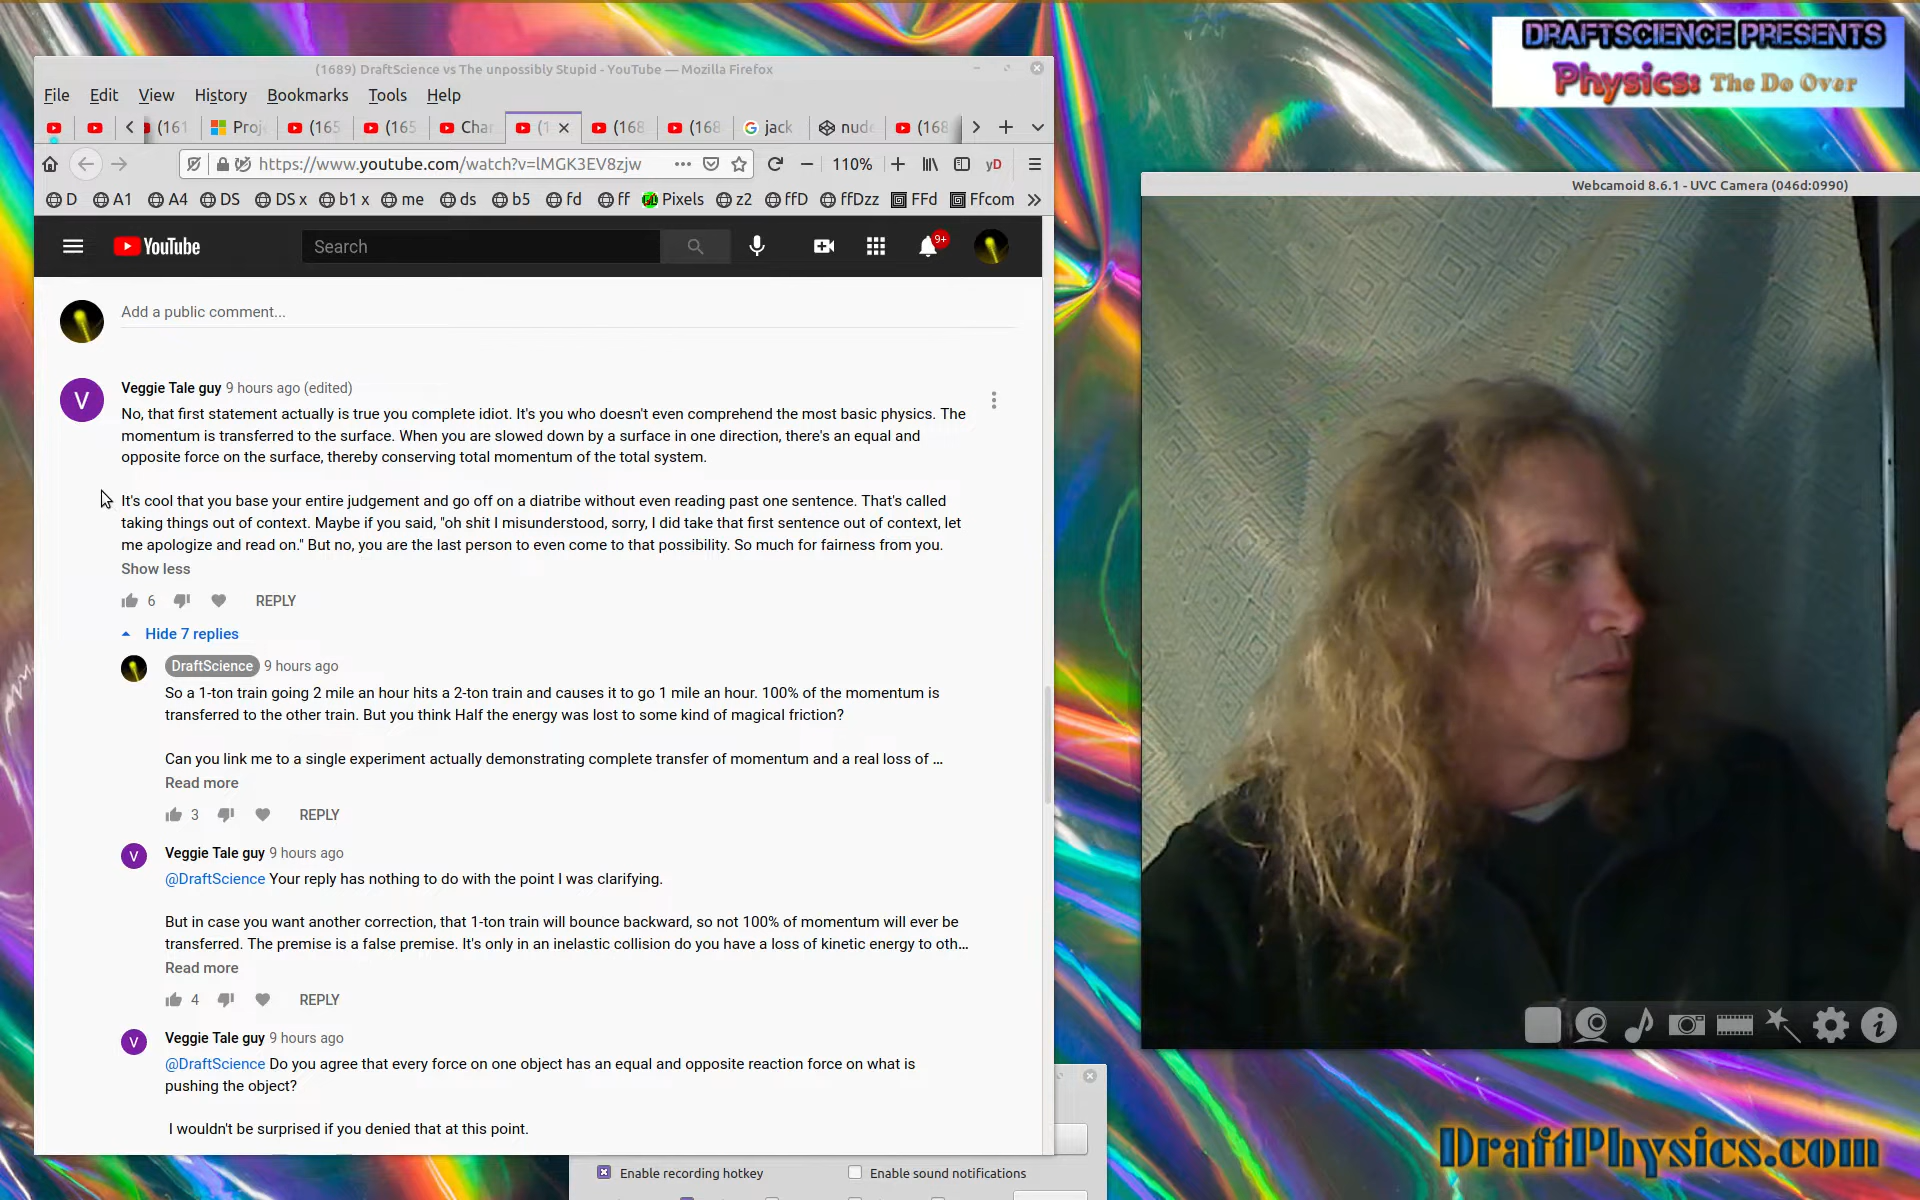 DRAFTSCIENCE PRESENTS
Physics: The Do Over
(1689) DraftScience vs The unpossibly Stupid - YouTube — Mozilla Firefox
File Edit View History Bookmarks Tools Help
(161 Proj (165 (165 Char (1 (168 (168 jack nude (168
https://www.youtube.com/watch?v=lMGK3EV8zjw 110% yD
D A1 A4 DS DS x b1 x me ds b5 fd ff Pixels z2 ffD ffDzz FFd Ffcom
YouTube Search 9+
Webcamoid 8.6.1 - UVC Camera (046d:0990)
Add a public comment...
V
Veggie Tale guy 9 hours ago (edited)
No, that first statement actually is true you complete idiot. It's you who doesn't even comprehend the most basic physics. The
momentum is transferred to the surface. When you are slowed down by a surface in one direction, there's an equal and
opposite force on the surface, thereby conserving total momentum of the total system.
It's cool that you base your entire judgement and go off on a diatribe without even reading past one sentence. That's called
taking things out of context. Maybe if you said, "oh shit I misunderstood, sorry, I did take that first sentence out of context, let
me apologize and read on." But no, you are the last person to even come to that possibility. So much for fairness from you.
Show less
6 REPLY
Hide 7 replies
DraftScience 9 hours ago
So a 1-ton train going 2 mile an hour hits a 2-ton train and causes it to go 1 mile an hour. 100% of the momentum is
transferred to the other train. But you think Half the energy was lost to some kind of magical friction?
Can you link me to a single experiment actually demonstrating complete transfer of momentum and a real loss of ...
Read more
3 REPLY
V
Veggie Tale guy 9 hours ago
@DraftScience Your reply has nothing to do with the point I was clarifying.
But in case you want another correction, that 1-ton train will bounce backward, so not 100% of momentum will ever be
transferred. The premise is a false premise. It's only in an inelastic collision do you have a loss of kinetic energy to oth...
Read more
4 REPLY
V
Veggie Tale guy 9 hours ago
@DraftScience Do you agree that every force on one object has an equal and opposite reaction force on what is
pushing the object?
I wouldn't be surprised if you denied that at this point.
DraftPhysics.com
Enable recording hotkey Enable sound notifications